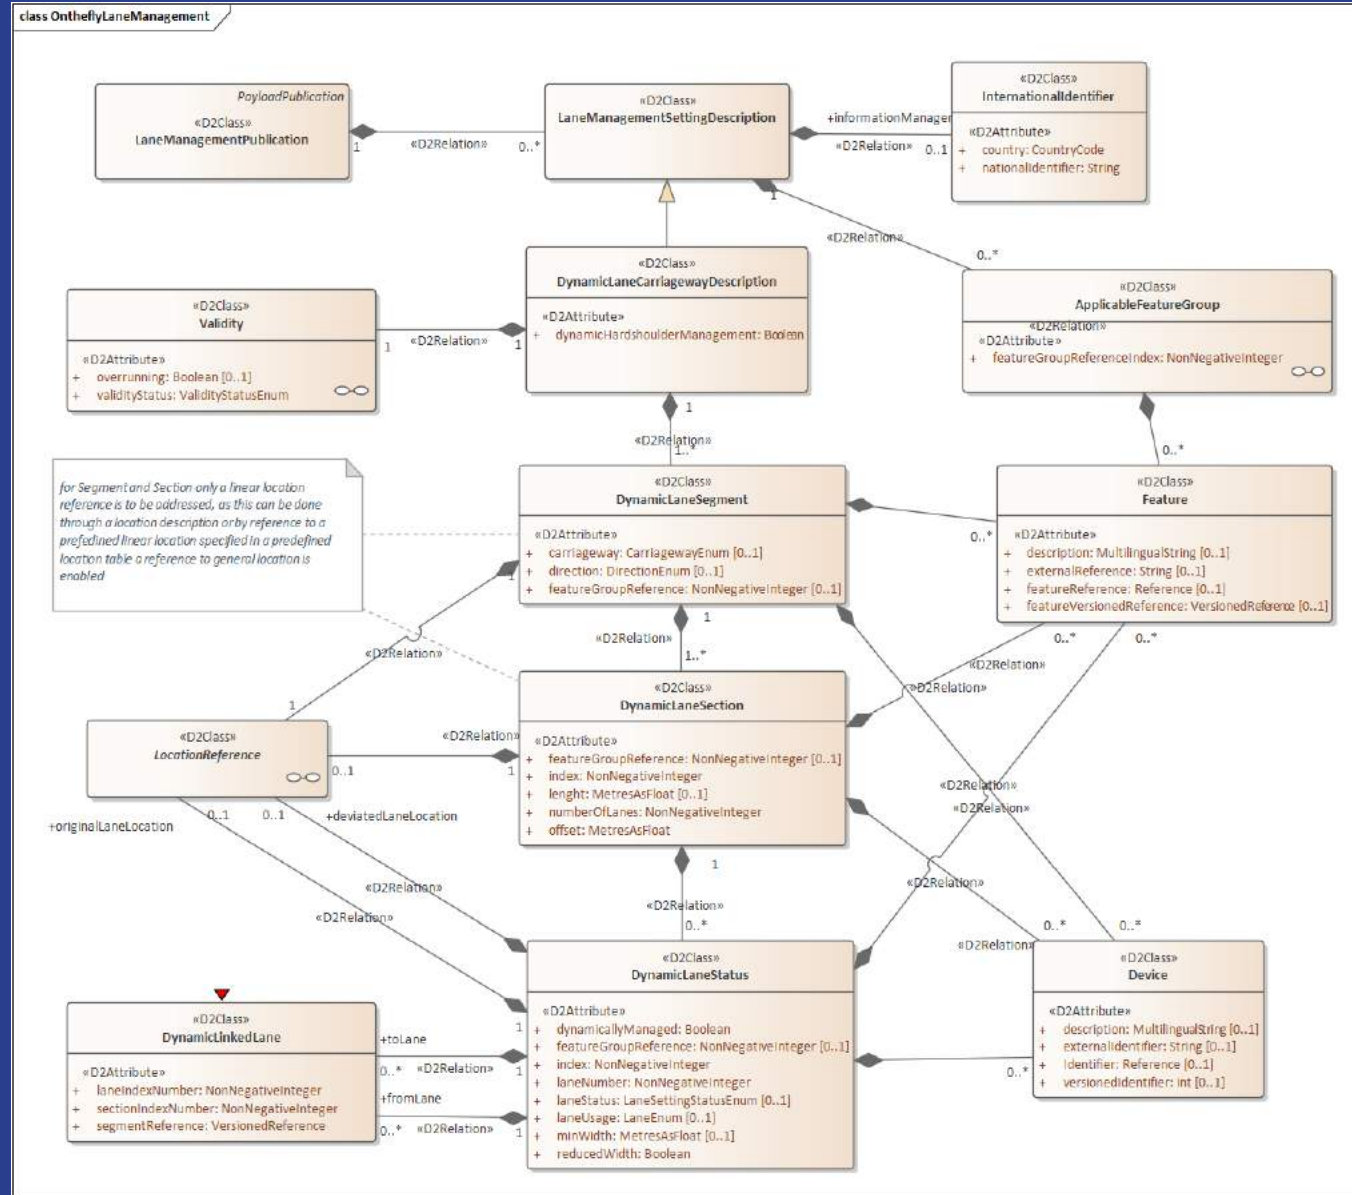 class OntheflyLaneManagement
PayloadPublication
«D2Class»
LaneManagementPublication
1
«D2Relation»
0..*
«D2Class»
LaneManagementSettingDescription
+informationManager
«D2Relation»
0..1
«D2Class»
InternationalIdentifier
«D2Attribute»
+ country: CountryCode
+ nationalIdentifier: String
1
«D2Relation»
0..*
«D2Class»
DynamicLaneCarriagewayDescription
«D2Attribute»
+ dynamicHardshoulderManagement: Boolean
«D2Class»
ApplicableFeatureGroup
«D2Relation»
«D2Attribute»
+ featureGroupReferenceIndex: NonNegativeInteger
«D2Class»
Validity
«D2Attribute»
+ overrunning: Boolean [0..1]
+ validityStatus: ValidityStatusEnum
1
«D2Relation»
1
1
«D2Relation»
1..*
0..*
for Segment and Section only a linear location
reference is to be addressed, as this can be done
through a location description or by reference to a
prefedined linear location specified in a predefined
location table a reference to general location is
enabled
«D2Class»
DynamicLaneSegment
«D2Attribute»
+ carriageway: CarriagewayEnum [0..1]
+ direction: DirectionEnum [0..1]
+ featureGroupReference: NonNegativeInteger [0..1]
0..*
«D2Class»
Feature
«D2Attribute»
+ description: MultilingualString [0..1]
+ externalReference: String [0..1]
+ featureReference: Reference [0..1]
+ featureVersionedReference: VersionedReference [0..1]
1
«D2Relation»
1
1
«D2Relation»
1..*
0..*
0..*
«D2Relation»
«D2Relation»
«D2Class»
DynamicLaneSection
«D2Attribute»
+ featureGroupReference: NonNegativeInteger [0..1]
+ index: NonNegativeInteger
+ lenght: MetresAsFloat [0..1]
+ numberOfLanes: NonNegativeInteger
+ offset: MetresAsFloat
«D2Class»
LocationReference
«D2Relation»
0..1
1
+originalLaneLocation
0..1
0..1
+deviatedLaneLocation
«D2Relation»
«D2Relation»
«D2Relation»
«D2Relation»
«D2Relation»
1
«D2Relation»
0..*
0..*
0..*
«D2Relation»
«D2Class»
DynamicLaneStatus
«D2Attribute»
+ dynamicallyManaged: Boolean
+ featureGroupReference: NonNegativeInteger [0..1]
+ index: NonNegativeInteger
+ laneNumber: NonNegativeInteger
+ laneStatus: LaneSettingStatusEnum [0..1]
+ laneUsage: LaneEnum [0..1]
+ minWidth: MetresAsFloat [0..1]
+ reducedWidth: Boolean
«D2Class»
Device
«D2Attribute»
+ description: MultilingualString [0..1]
+ externalIdentifier: String [0..1]
+ Identifier: Reference [0..1]
+ versionedIdentifier: int [0..1]
0..*
«D2Class»
DynamicLinkedLane
«D2Attribute»
+ laneIndexNumber: NonNegativeInteger
+ sectionIndexNumber: NonNegativeInteger
+ segmentReference: VersionedReference
1
+toLane
0..*
«D2Relation»
1
+fromLane
0..*
«D2Relation»
1